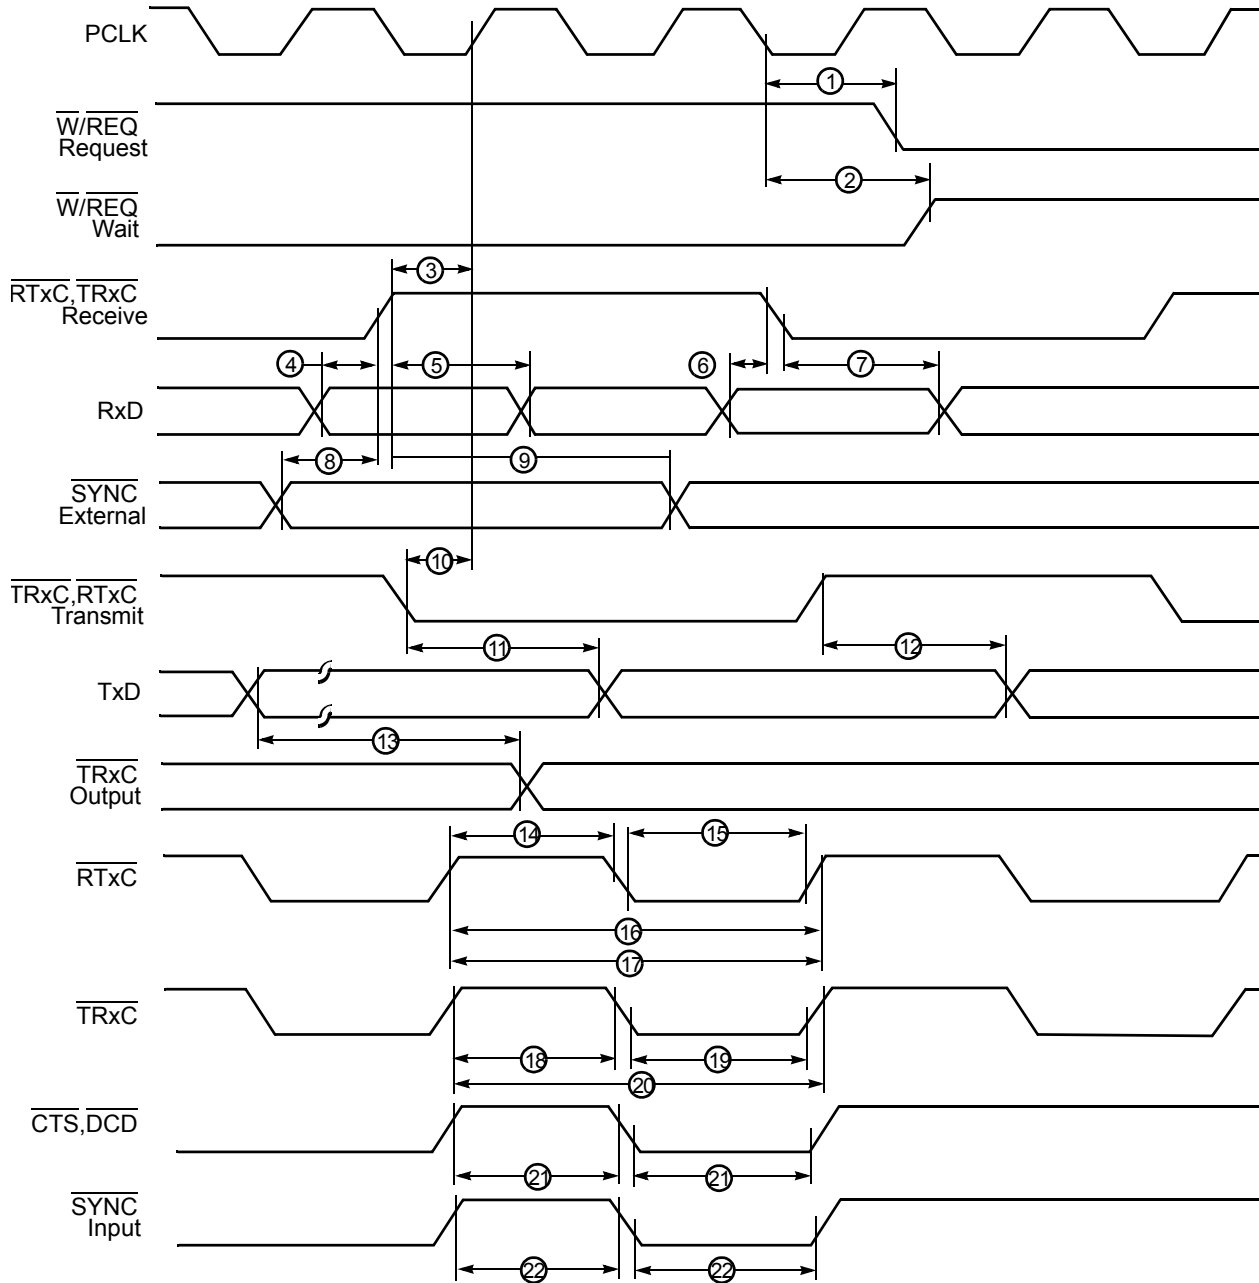 PCLK
1
W/REQ
Request
2
W/REQ
Wait
3
RTxC,TRxC
Receive
4
5
6
7
RxD
8
9
SYNC
External
10
TRxC,RTxC
Transmit
11
12
TxD
13
TRxC
Output
14
15
RTxC
16
17
TRxC
18
19
20
CTS,DCD
21
21
SYNC
Input
22
22